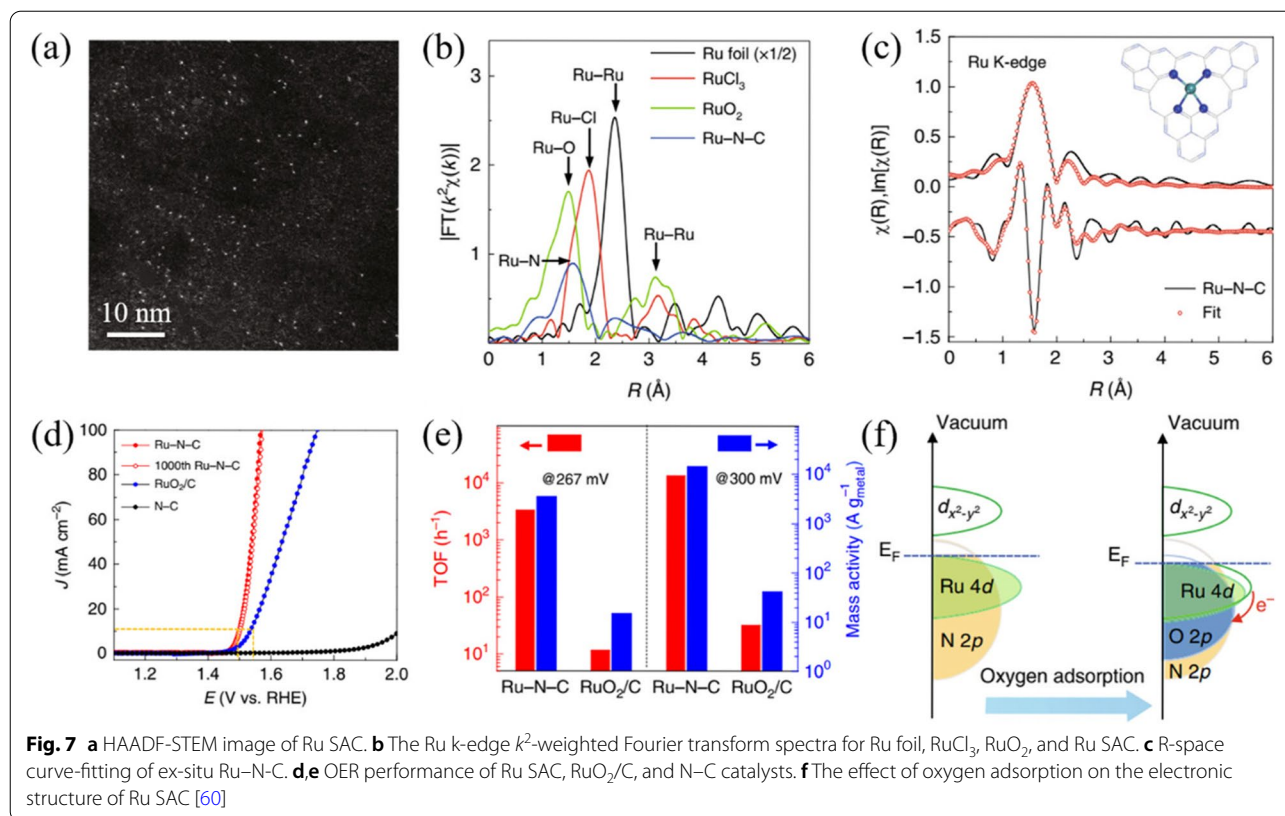 (a)
10 nm
(b)
|FT(k²χ(k))|
3
2
1
0 1 2 3 4 5 6
R (Å)
Ru foil (×1/2)
RuCl₃
RuO₂
Ru–N–C
Ru–Ru
Ru–Cl
Ru–O
Ru–N
Ru–Ru
(c)
Ru K-edge
χ(R),Im[χ(R)]
1.0
0.5
0.0
−0.5
−1.0
−1.5
0 1 2 3 4 5 6
R (Å)
Ru–N–C
Fit
(d)
J (mA cm⁻²)
100
80
60
40
20
0
1.2 1.4 1.6 1.8 2.0
E (V vs. RHE)
Ru–N–C
1000th Ru–N–C
RuO₂/C
N–C
(e)
TOF (h⁻¹)
10⁴
10³
10²
10¹
@267 mV
@300 mV
Mass activity (A g⁻¹metal)
10⁴
10³
10²
10¹
10⁰
Ru–N–C RuO₂/C Ru–N–C RuO₂/C
(f)
Vacuum
dx²-y²
EF
Ru 4d
N 2p
Oxygen adsorption
Vacuum
dx²-y²
EF
Ru 4d
e⁻
O 2p
N 2p
Fig. 7 a HAADF-STEM image of Ru SAC. b The Ru k-edge k²-weighted Fourier transform spectra for Ru foil, RuCl₃, RuO₂, and Ru SAC. c R-space
curve-fitting of ex-situ Ru–N-C. d,e OER performance of Ru SAC, RuO₂/C, and N–C catalysts. f The effect of oxygen adsorption on the electronic
structure of Ru SAC [60]